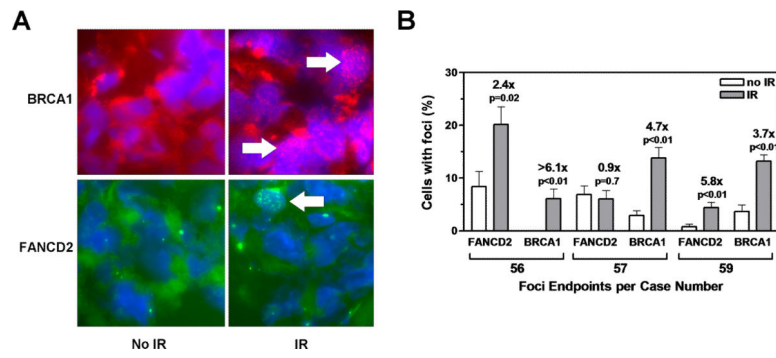 A
BRCA1
FANCD2
No IR
IR
B
Cells with foci (%)
30
20
10
0
no IR
IR
2.4x
p=0.02
>6.1x
p<0.01
0.9x
p=0.7
4.7x
p<0.01
5.8x
p<0.01
3.7x
p<0.01
FANCD2 BRCA1 FANCD2 BRCA1 FANCD2 BRCA1
56 57 59
Foci Endpoints per Case Number